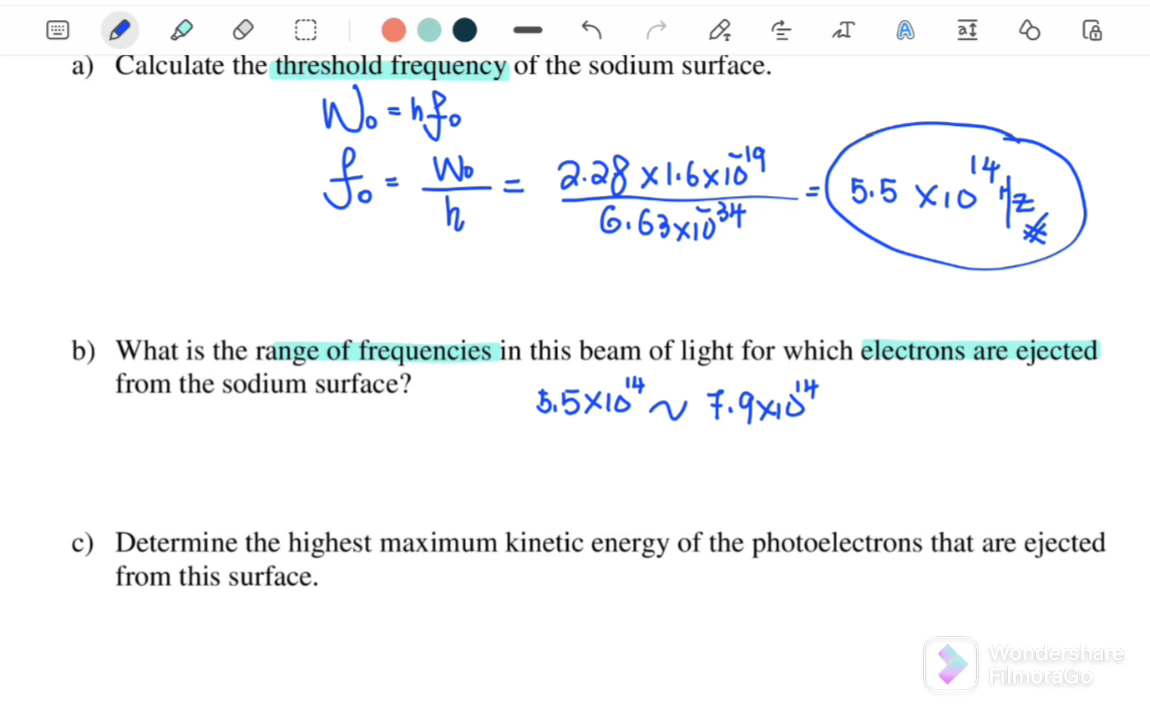 a) Calculate the threshold frequency of the sodium surface.
W₀ = hf₀
f₀ = W₀/h = 2.28 × 1.6×10⁻¹⁹ / 6.63×10⁻³⁴ = 5.5 ×10¹⁴ Hz
b) What is the range of frequencies in this beam of light for which electrons are ejected
from the sodium surface?
5.5×10¹⁴ ~ 7.9×10¹⁴
c) Determine the highest maximum kinetic energy of the photoelectrons that are ejected
from this surface.
Wondershare
FilmoraGo